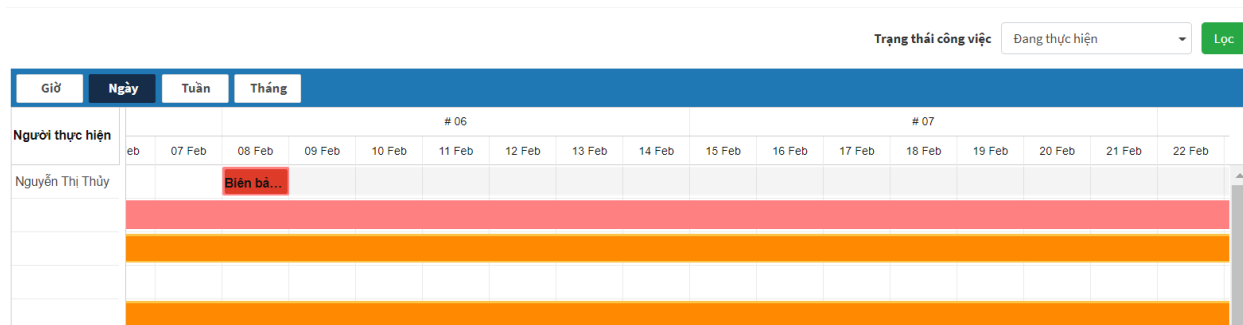 Trạng thái công việc Đang thực hiện Lọc
Giờ Ngày Tuần Tháng
Người thực hiện
# 06 # 07
eb 07 Feb 08 Feb 09 Feb 10 Feb 11 Feb 12 Feb 13 Feb 14 Feb 15 Feb 16 Feb 17 Feb 18 Feb 19 Feb 20 Feb 21 Feb 22 Feb
Nguyễn Thị Thủy Biên bả...